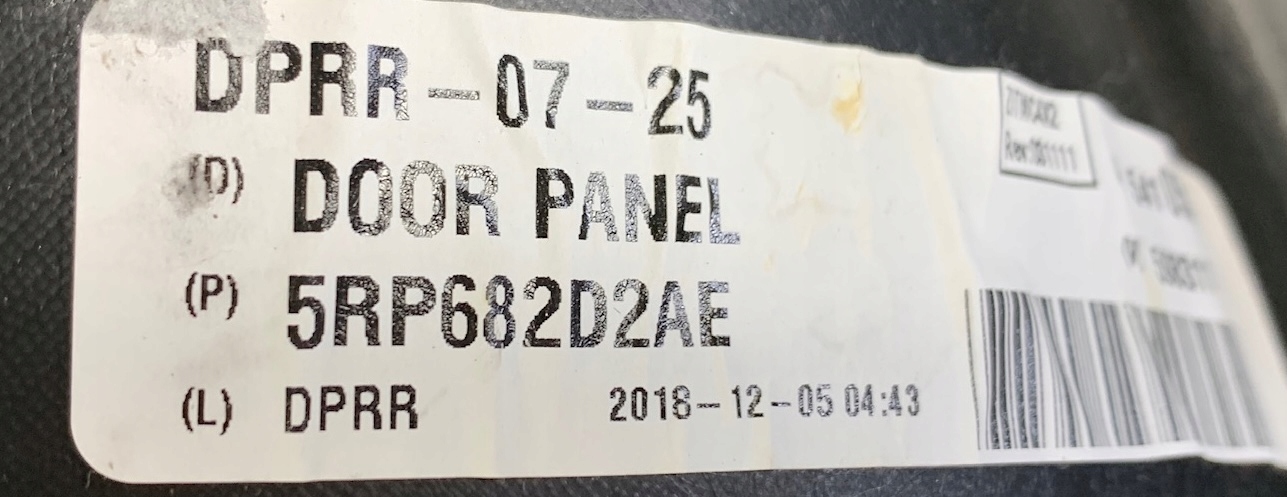 DPRR-07-25
(D) DOOR PANEL
(P) 5RP682D2AE
(L) DPRR 2018-12-05 04:43